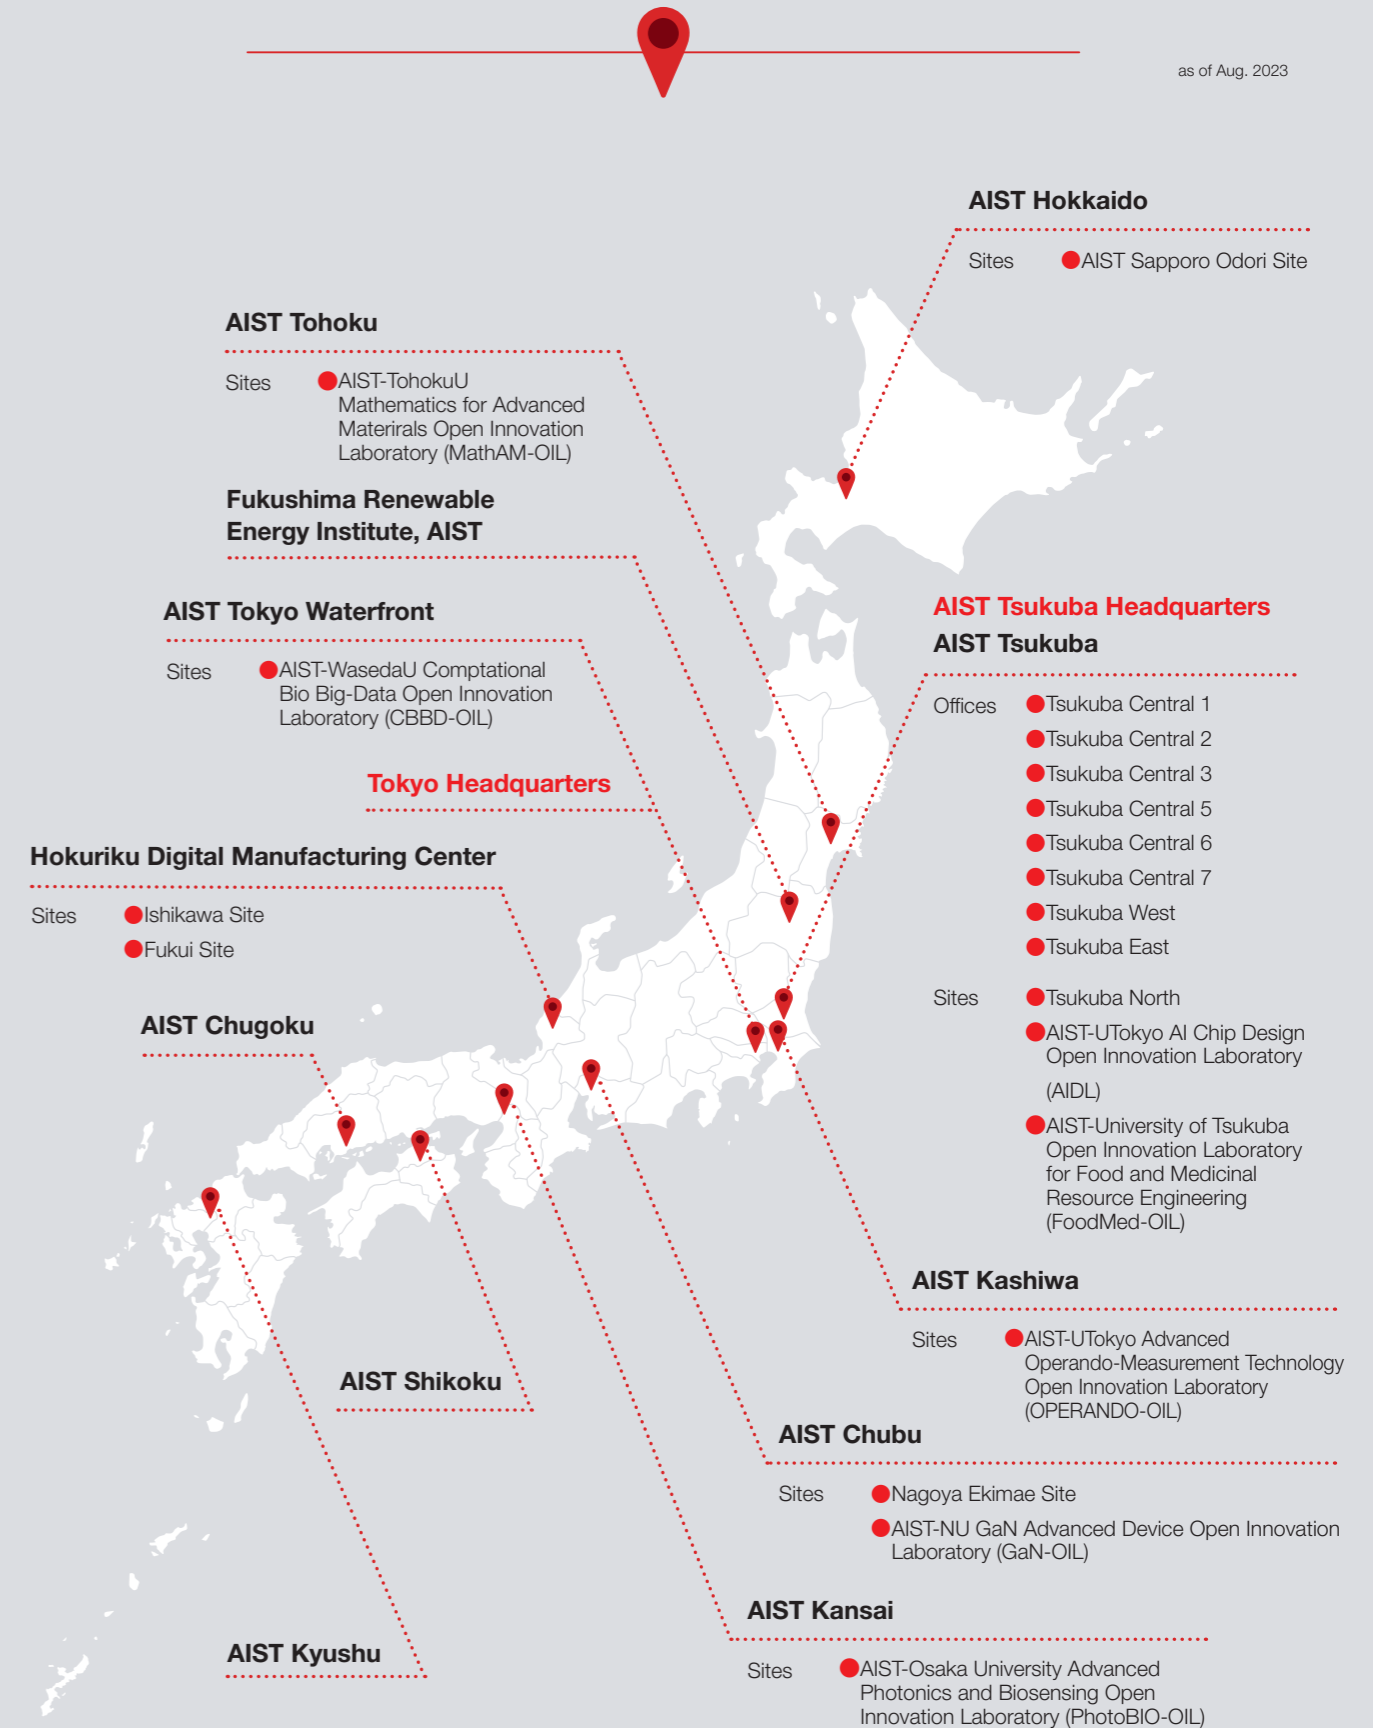 as of Aug. 2023
AIST Hokkaido
Sites
AIST Sapporo Odori Site
AIST Tohoku
Sites
AIST-TohokuU
Mathematics for Advanced
Materirals Open Innovation
Laboratory (MathAM-OIL)
Fukushima Renewable
Energy Institute, AIST
AIST Tokyo Waterfront
Sites
AIST-WasedaU Comptational
Bio Big-Data Open Innovation
Laboratory (CBBD-OIL)
Tokyo Headquarters
Hokuriku Digital Manufacturing Center
Sites
Ishikawa Site
Fukui Site
AIST Chugoku
AIST Tsukuba Headquarters
AIST Tsukuba
Offices
Tsukuba Central 1
Tsukuba Central 2
Tsukuba Central 3
Tsukuba Central 5
Tsukuba Central 6
Tsukuba Central 7
Tsukuba West
Tsukuba East
Sites
Tsukuba North
AIST-UTokyo AI Chip Design
Open Innovation Laboratory
(AIDL)
AIST-University of Tsukuba
Open Innovation Laboratory
for Food and Medicinal
Resource Engineering
(FoodMed-OIL)
AIST Kashiwa
Sites
AIST-UTokyo Advanced
Operando-Measurement Technology
Open Innovation Laboratory
(OPERANDO-OIL)
AIST Shikoku
AIST Chubu
Sites
Nagoya Ekimae Site
AIST-NU GaN Advanced Device Open Innovation
Laboratory (GaN-OIL)
AIST Kansai
Sites
AIST-Osaka University Advanced
Photonics and Biosensing Open
Innovation Laboratory (PhotoBIO-OIL)
AIST Kyushu